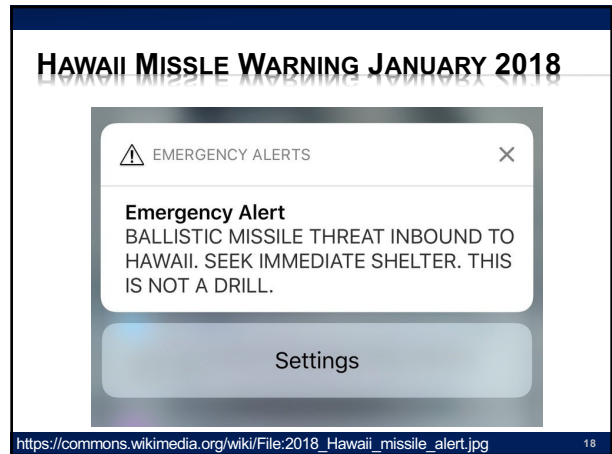 HAWAII MISSLE WARNING JANUARY 2018
EMERGENCY ALERTS
Emergency Alert
BALLISTIC MISSILE THREAT INBOUND TO
HAWAII. SEEK IMMEDIATE SHELTER. THIS
IS NOT A DRILL.
Settings
https://commons.wikimedia.org/wiki/File:2018_Hawaii_missile_alert.jpg 18